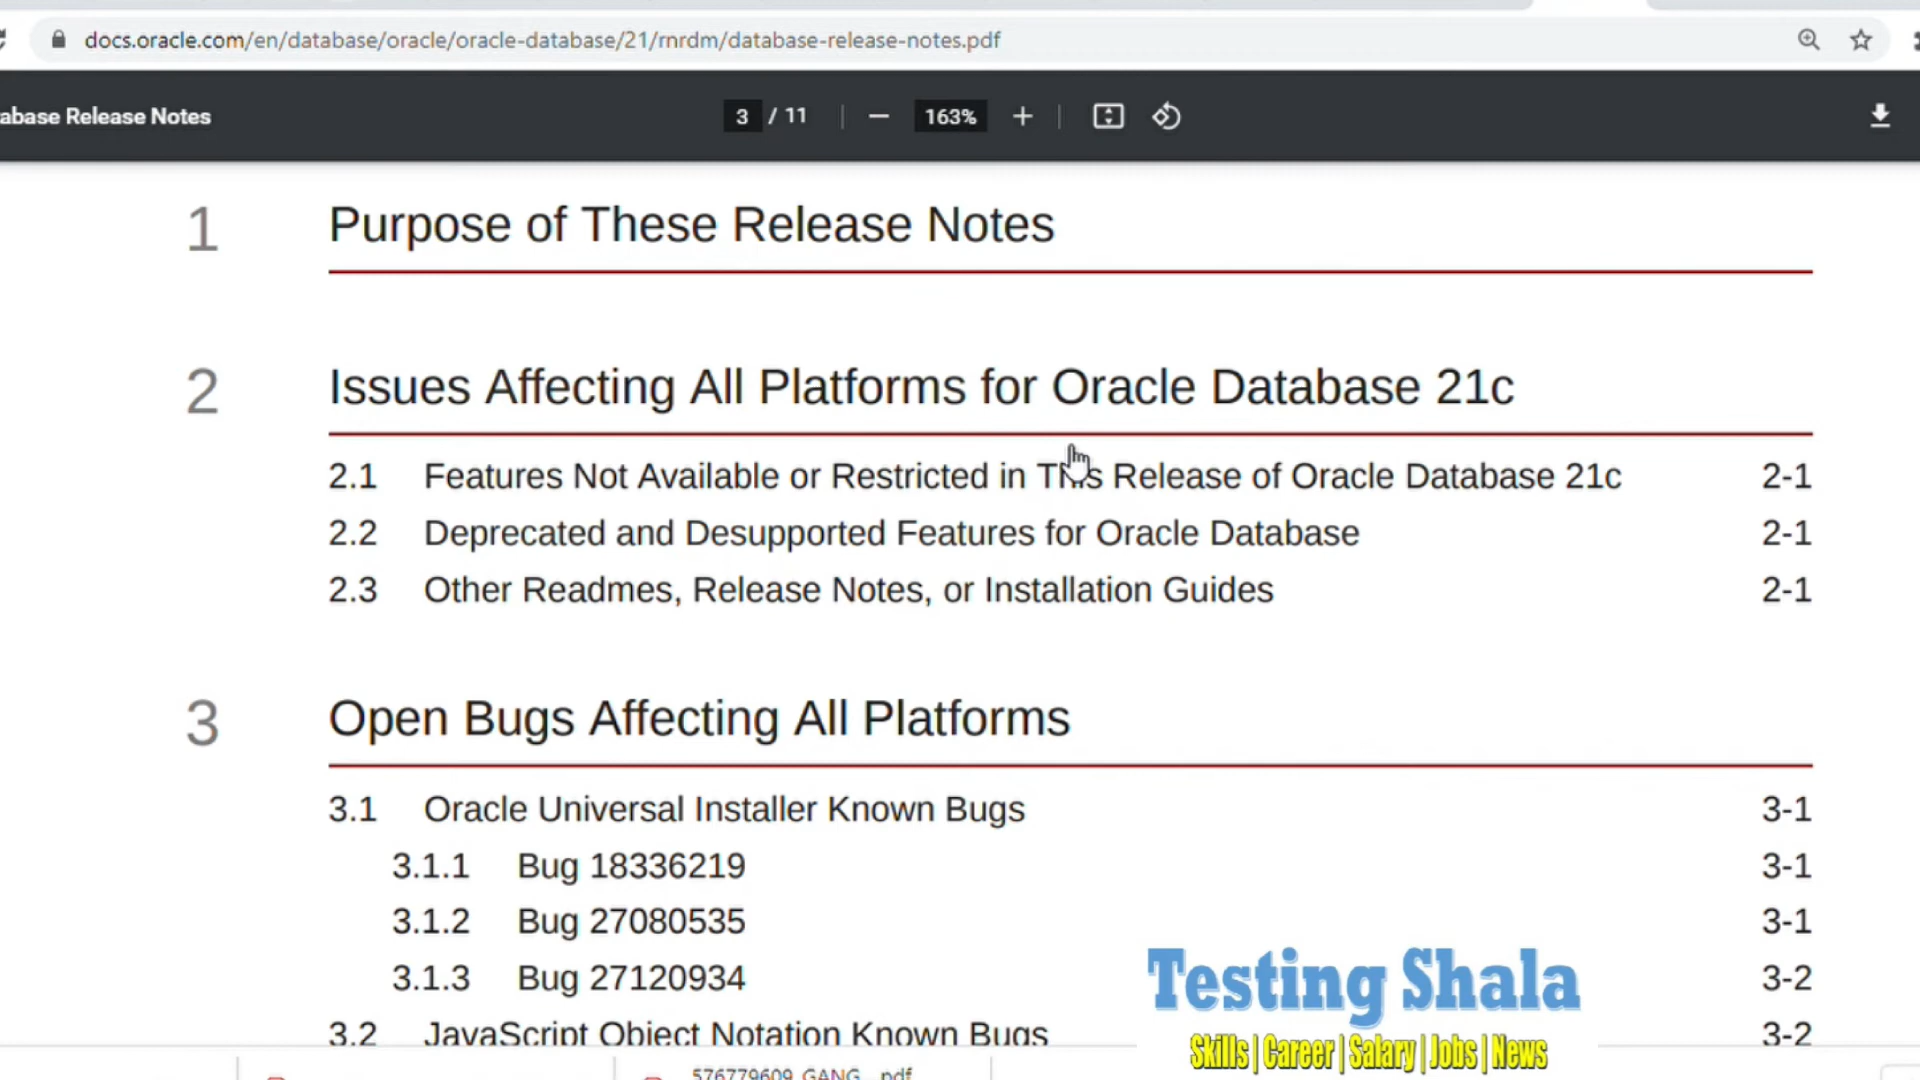 docs.oracle.com/en/database/oracle/oracle-database/21/rnrdm/database-release-notes.pdf
abase Release Notes
3 / 11
163%
1 Purpose of These Release Notes
2 Issues Affecting All Platforms for Oracle Database 21c
2.1 Features Not Available or Restricted in This Release of Oracle Database 21c 2-1
2.2 Deprecated and Desupported Features for Oracle Database 2-1
2.3 Other Readmes, Release Notes, or Installation Guides 2-1
3 Open Bugs Affecting All Platforms
3.1 Oracle Universal Installer Known Bugs 3-1
3.1.1 Bug 18336219 3-1
3.1.2 Bug 27080535 3-1
3.1.3 Bug 27120934 3-2
3.2 JavaScript Object Notation Known Bugs 3-2
Testing Shala
Skills | Career | Salary | Jobs | News
576779609_GANG....pdf